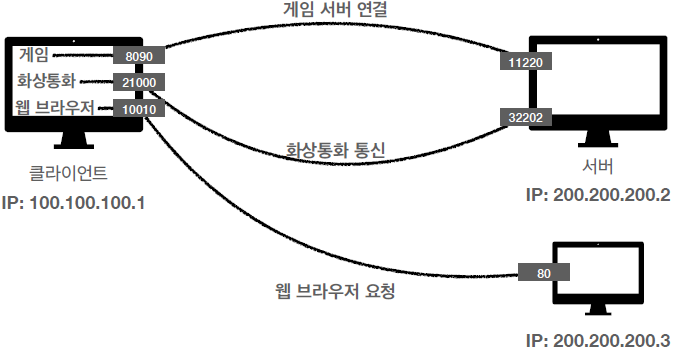 게임 서버 연결
게임
8090
화상통화
21000
웹 브라우저
10010
11220
32202
화상통화 통신
클라이언트
IP: 100.100.100.1
서버
IP: 200.200.200.2
80
웹 브라우저 요청
IP: 200.200.200.3